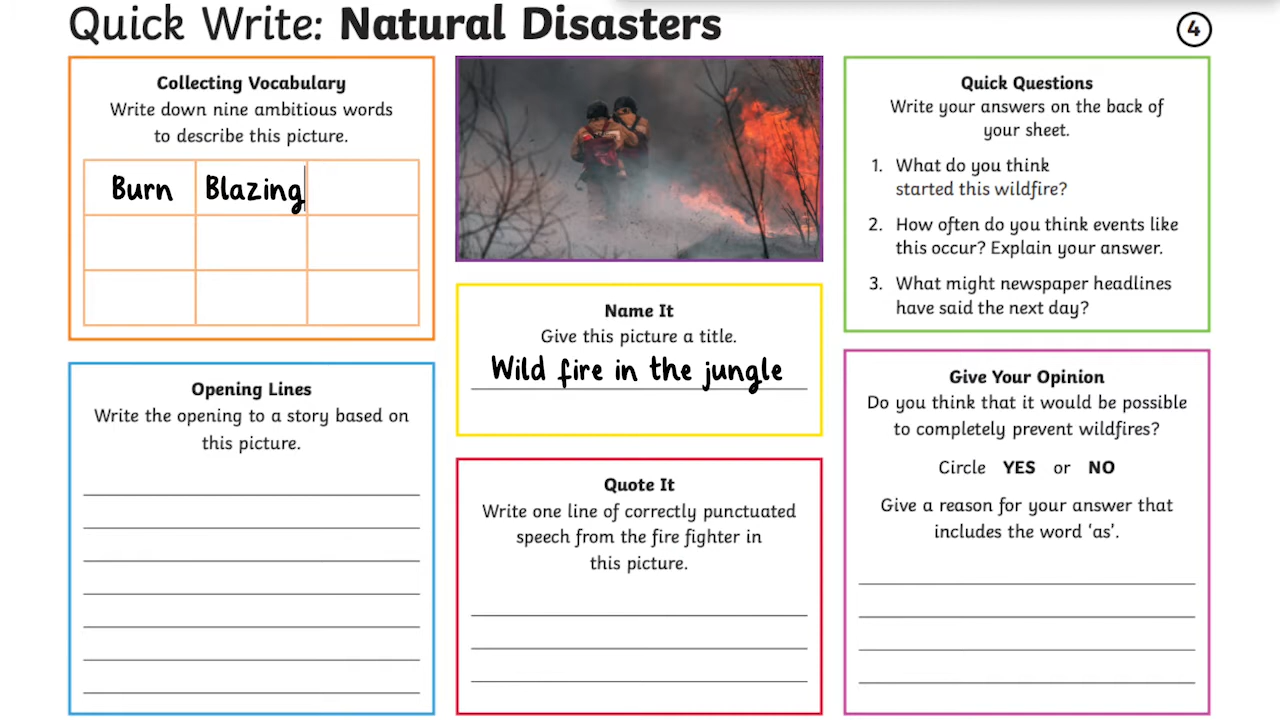 Quick Write: Natural Disasters
4
Collecting Vocabulary
Write down nine ambitious words
to describe this picture.
Burn Blazing
Opening Lines
Write the opening to a story based on
this picture.
Name It
Give this picture a title.
Wild fire in the jungle
Quote It
Write one line of correctly punctuated
speech from the fire fighter in
this picture.
Quick Questions
Write your answers on the back of
your sheet.
1. What do you think
started this wildfire?
2. How often do you think events like
this occur? Explain your answer.
3. What might newspaper headlines
have said the next day?
Give Your Opinion
Do you think that it would be possible
to completely prevent wildfires?
Circle YES or NO
Give a reason for your answer that
includes the word ‘as’.